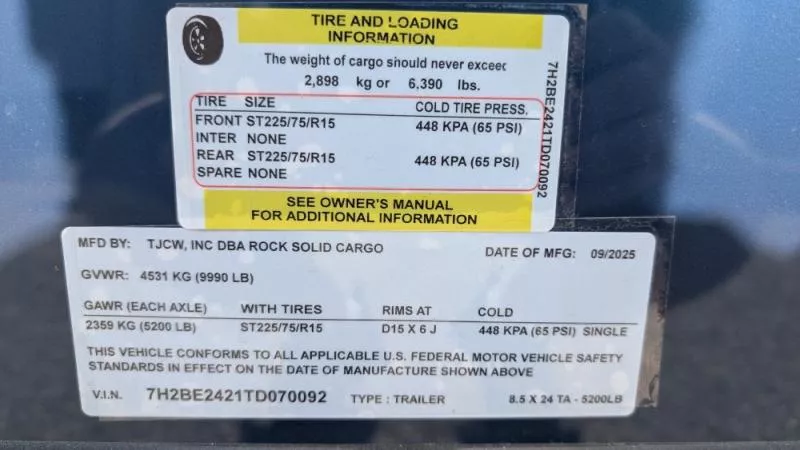 TIRE AND LOADING
INFORMATION
The weight of cargo should never exceed
2,898 kg or 6,390 lbs.
TIRE SIZE COLD TIRE PRESS.
FRONT ST225/75/R15 448 KPA (65 PSI)
INTER NONE
REAR ST225/75/R15 448 KPA (65 PSI)
SPARE NONE
SEE OWNER'S MANUAL
FOR ADDITIONAL INFORMATION
7H2BE2421TD070092
MFD BY: TJCW, INC DBA ROCK SOLID CARGO DATE OF MFG: 09/2025
GVWR: 4531 KG (9990 LB)
GAWR (EACH AXLE) WITH TIRES RIMS AT COLD
2359 KG (5200 LB) ST225/75/R15 D15 X 6 J 448 KPA (65 PSI) SINGLE
THIS VEHICLE CONFORMS TO ALL APPLICABLE U.S. FEDERAL MOTOR VEHICLE SAFETY
STANDARDS IN EFFECT ON THE DATE OF MANUFACTURE SHOWN ABOVE
V.I.N. 7H2BE2421TD070092 TYPE : TRAILER 8.5 X 24 TA - 5200LB